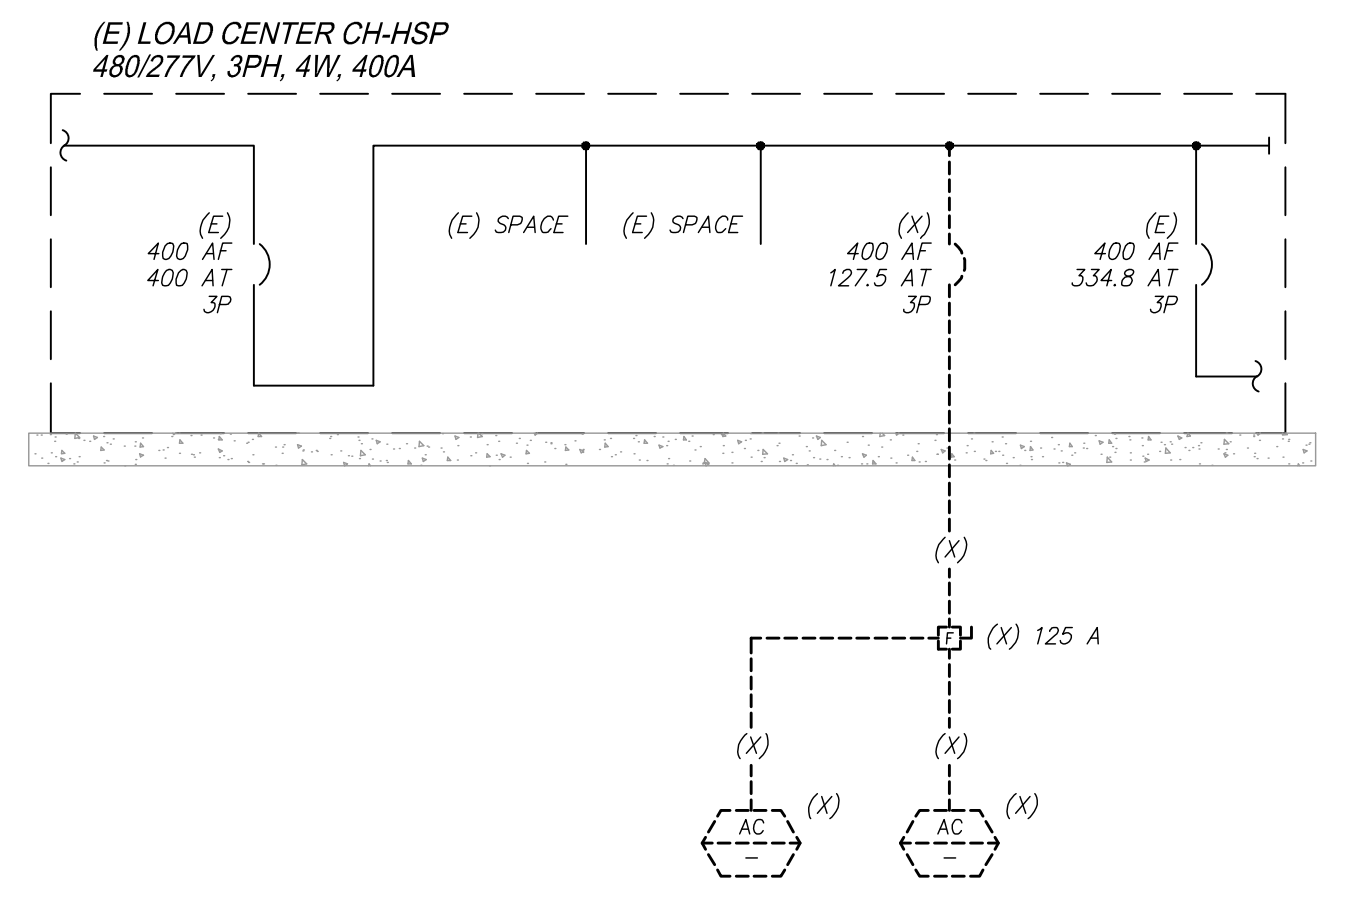 (E) LOAD CENTER CH-HSP
480/277V, 3PH, 4W, 400A
(E)
400 AF
400 AT
3P
(E) SPACE
(E) SPACE
(X)
400 AF
127.5 AT
3P
(E)
400 AF
334.8 AT
3P
(X)
F
(X) 125 A
(X)
(X)
(X)
AC
–
(X)
AC
–